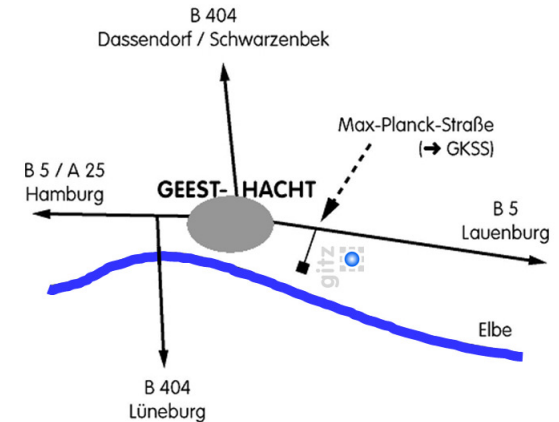 B 404
Dassendorf / Schwarzenbek
Max-Planck-Straße
(➔ GKSS)
B 5 / A 25
Hamburg
GEEST- HACHT
B 5
Lauenburg
gitz
Elbe
B 404
Lüneburg